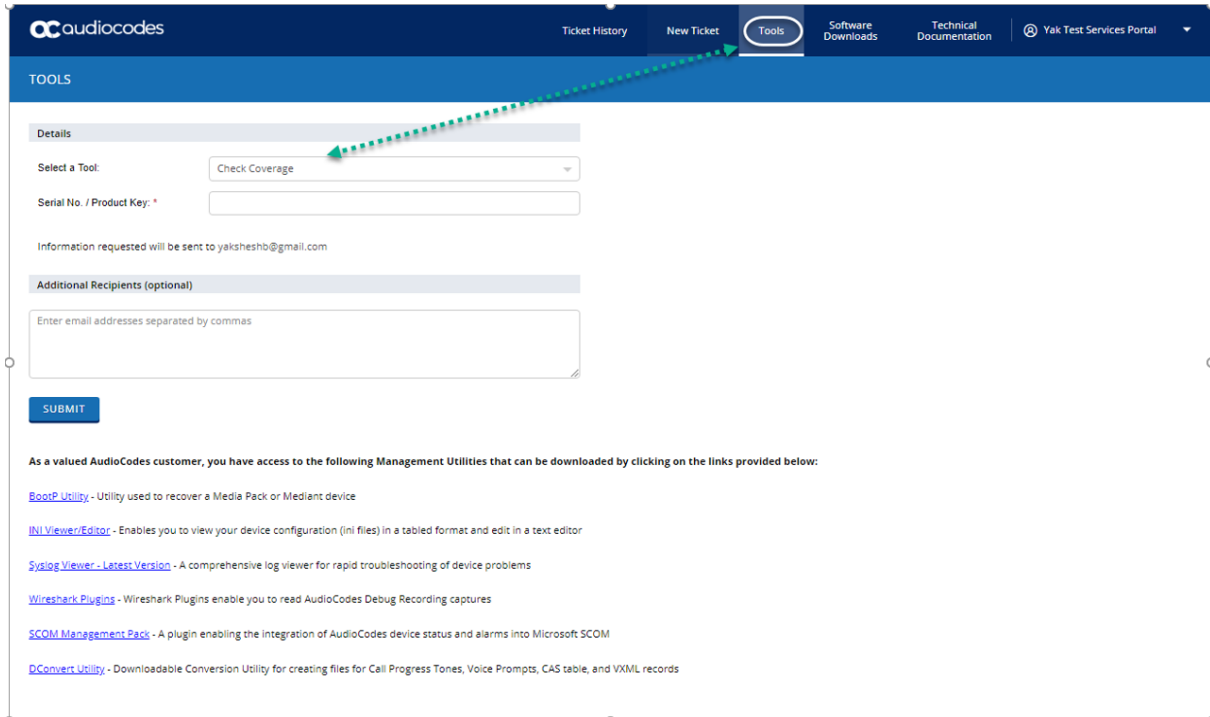 audiocodes
Ticket History
New Ticket
Tools
Software
Downloads
Technical
Documentation
Yak Test Services Portal
TOOLS
Details
Select a Tool:
Check Coverage
Serial No. / Product Key: *
Information requested will be sent to yaksheshb@gmail.com
Additional Recipients (optional)
Enter email addresses separated by commas
SUBMIT
As a valued AudioCodes customer, you have access to the following Management Utilities that can be downloaded by clicking on the links provided below:
BootP Utility - Utility used to recover a Media Pack or Mediant device
INI Viewer/Editor - Enables you to view your device configuration (ini files) in a tabled format and edit in a text editor
Syslog Viewer - Latest Version - A comprehensive log viewer for rapid troubleshooting of device problems
Wireshark Plugins - Wireshark Plugins enable you to read AudioCodes Debug Recording captures
SCOM Management Pack - A plugin enabling the integration of AudioCodes device status and alarms into Microsoft SCOM
DConvert Utility - Downloadable Conversion Utility for creating files for Call Progress Tones, Voice Prompts, CAS table, and VXML records